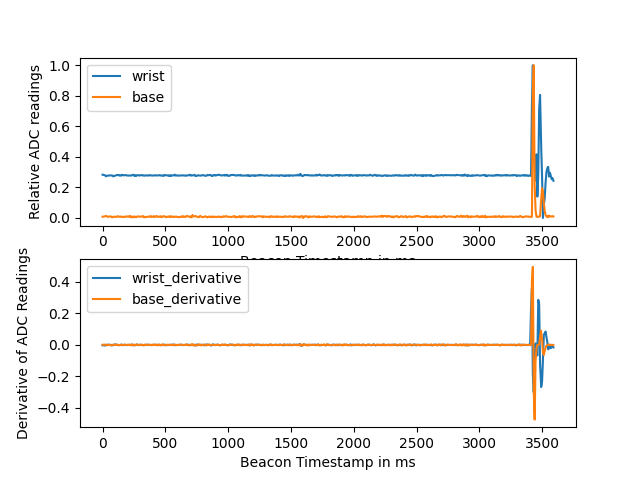 Relative ADC readings
1.0
0.8
0.6
0.4
0.2
0.0
wrist
base
0 500 1000 1500 2000 2500 3000 3500
Beacon Timestamp in ms
Derivative of ADC Readings
0.4
0.2
0.0
−0.2
−0.4
wrist_derivative
base_derivative
0 500 1000 1500 2000 2500 3000 3500
Beacon Timestamp in ms